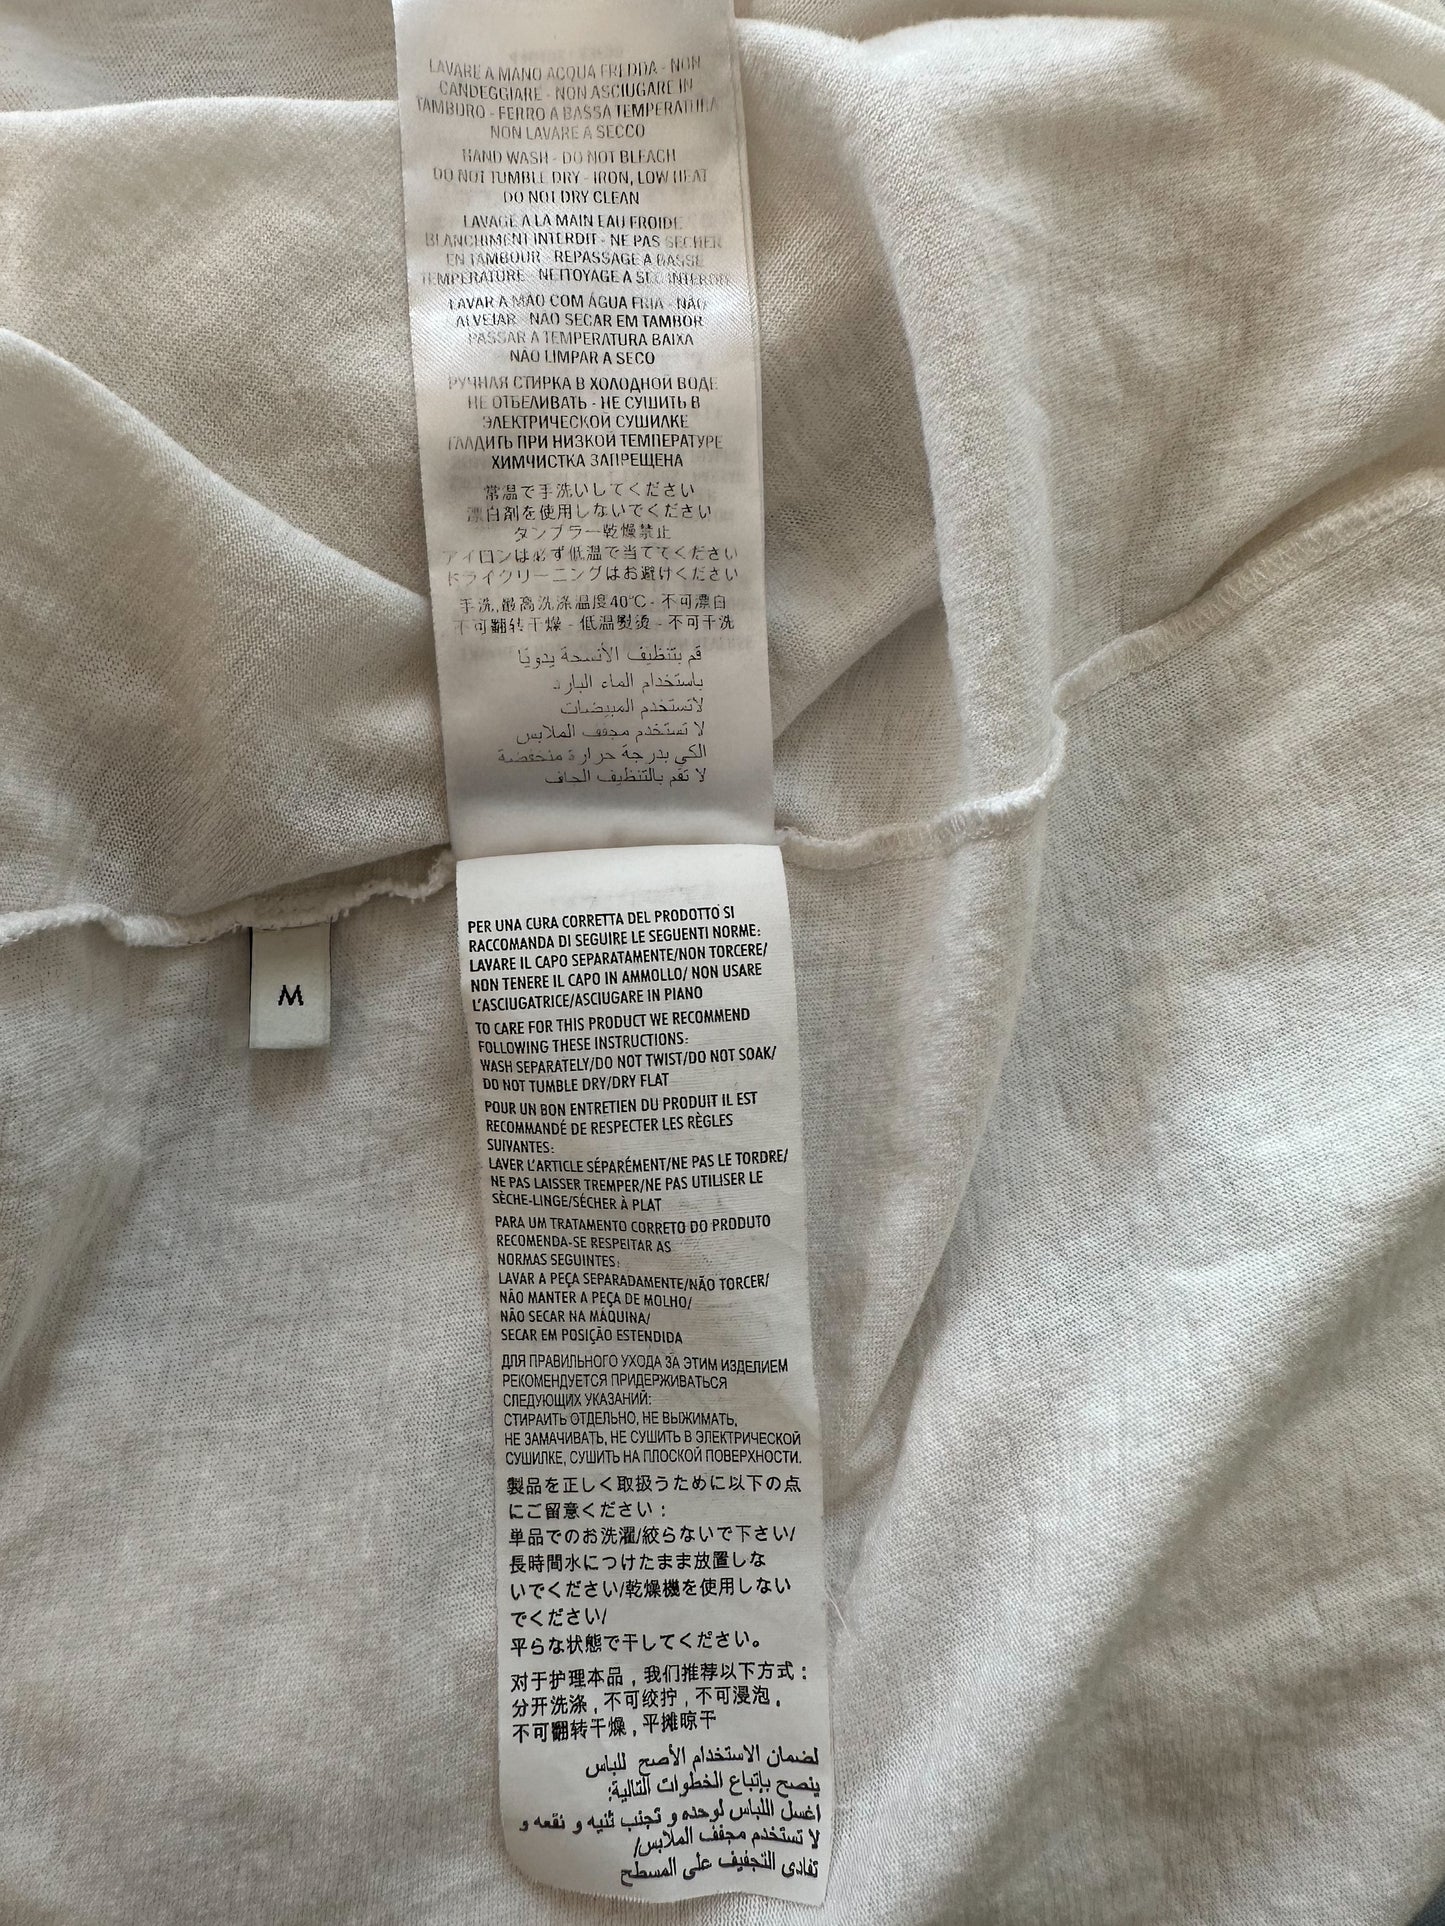 LAVARE A MANO ACQUA FREDDA - NON
CANDEGGIARE - NON ASCIUGARE IN
TAMBURO - FERRO A BASSA TEMPERATURA
NON LAVARE A SECCO
HAND WASH - DO NOT BLEACH
DO NOT TUMBLE DRY - IRON, LOW HEAT
DO NOT DRY CLEAN
LAVAGE A LA MAIN EAU FROIDE
BLANCHIMENT INTERDIT - NE PAS SECHER
EN TAMBOUR - REPASSAGE A BASSE
TEMPERATURE - NETTOYAGE A SEC INTERDIT
LAVAR A MÃO COM ÁGUA FRIA - NÃO
ALVEJAR - NÃO SECAR EM TAMBOR
PASSAR A TEMPERATURA BAIXA
NÃO LIMPAR A SECO
РУЧНАЯ СТИРКА В ХОЛОДНОЙ ВОДЕ
НЕ ОТБЕЛИВАТЬ - НЕ СУШИТЬ В
ЭЛЕКТРИЧЕСКОЙ СУШИЛКЕ
ГЛАДИТЬ ПРИ НИЗКОЙ ТЕМПЕРАТУРЕ
ХИМЧИСТКА ЗАПРЕЩЕНА
常温で手洗いしてください
漂白剤を使用しないでください
タンブラー乾燥禁止
アイロンは必ず低温で当ててください
ドライクリーニングはお避けください
手洗,最高洗涤温度40°C - 不可漂白
不可翻转干燥 - 低温熨烫 - 不可干洗
قم بتنظيف الأنسجة يدويًا
باستخدام الماء البارد
لاتستخدم المبيضات
لا تستخدم مجفف الملابس
الكي بدرجة حرارة منخفضة
لا تقم بالتنظيف الجاف
M
PER UNA CURA CORRETTA DEL PRODOTTO SI
RACCOMANDA DI SEGUIRE LE SEGUENTI NORME:
LAVARE IL CAPO SEPARATAMENTE/NON TORCERE/
NON TENERE IL CAPO IN AMMOLLO/ NON USARE
L'ASCIUGATRICE/ASCIUGARE IN PIANO
TO CARE FOR THIS PRODUCT WE RECOMMEND
FOLLOWING THESE INSTRUCTIONS:
WASH SEPARATELY/DO NOT TWIST/DO NOT SOAK/
DO NOT TUMBLE DRY/DRY FLAT
POUR UN BON ENTRETIEN DU PRODUIT IL EST
RECOMMANDÉ DE RESPECTER LES RÈGLES
SUIVANTES:
LAVER L'ARTICLE SÉPARÉMENT/NE PAS LE TORDRE/
NE PAS LAISSER TREMPER/NE PAS UTILISER LE
SÈCHE-LINGE/SÉCHER À PLAT
PARA UM TRATAMENTO CORRETO DO PRODUTO
RECOMENDA-SE RESPEITAR AS
NORMAS SEGUINTES:
LAVAR A PEÇA SEPARADAMENTE/NÃO TORCER/
NÃO MANTER A PEÇA DE MOLHO/
NÃO SECAR NA MÁQUINA/
SECAR EM POSIÇÃO ESTENDIDA
ДЛЯ ПРАВИЛЬНОГО УХОДА ЗА ЭТИМ ИЗДЕЛИЕМ
РЕКОМЕНДУЕТСЯ ПРИДЕРЖИВАТЬСЯ
СЛЕДУЮЩИХ УКАЗАНИЙ:
СТИРАИТЬ ОТДЕЛЬНО, НЕ ВЫЖИМАТЬ,
НЕ ЗАМАЧИВАТЬ, НЕ СУШИТЬ В ЭЛЕКТРИЧЕСКОЙ
СУШИЛКЕ, СУШИТЬ НА ПЛОСКОЙ ПОВЕРХНОСТИ.
製品を正しく取扱うために以下の点
にご留意ください：
単品でのお洗濯/絞らないで下さい/
長時間水につけたまま放置しな
いでください/乾燥機を使用しない
でください/
平らな状態で干してください。
对于护理本品，我们推荐以下方式：
分开洗涤，不可绞拧，不可浸泡，
不可翻转干燥，平摊晾干
لضمان الاستخدام الأصح للباس
ينصح بإتباع الخطوات التالية:
اغسل اللباس لوحده و تجنب ثنيه و نقعه و
لا تستخدم مجفف الملابس/
تفادى التجفيف على المسطح